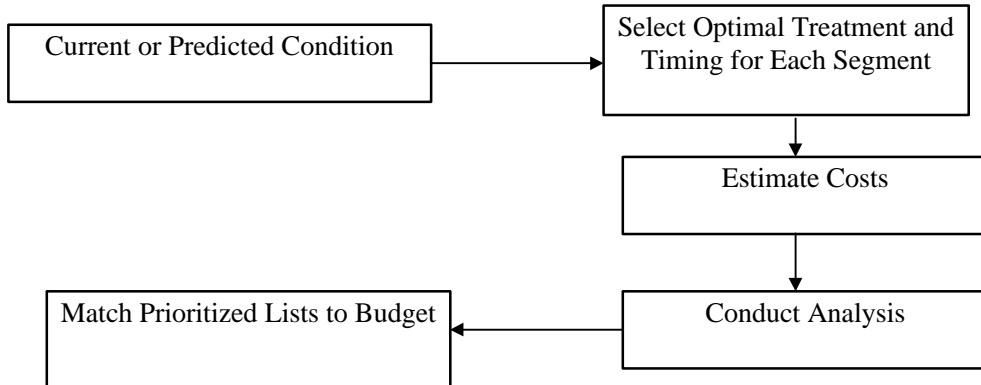 Current or Predicted Condition
Select Optimal Treatment and
Timing for Each Segment
Estimate Costs
Conduct Analysis
Match Prioritized Lists to Budget